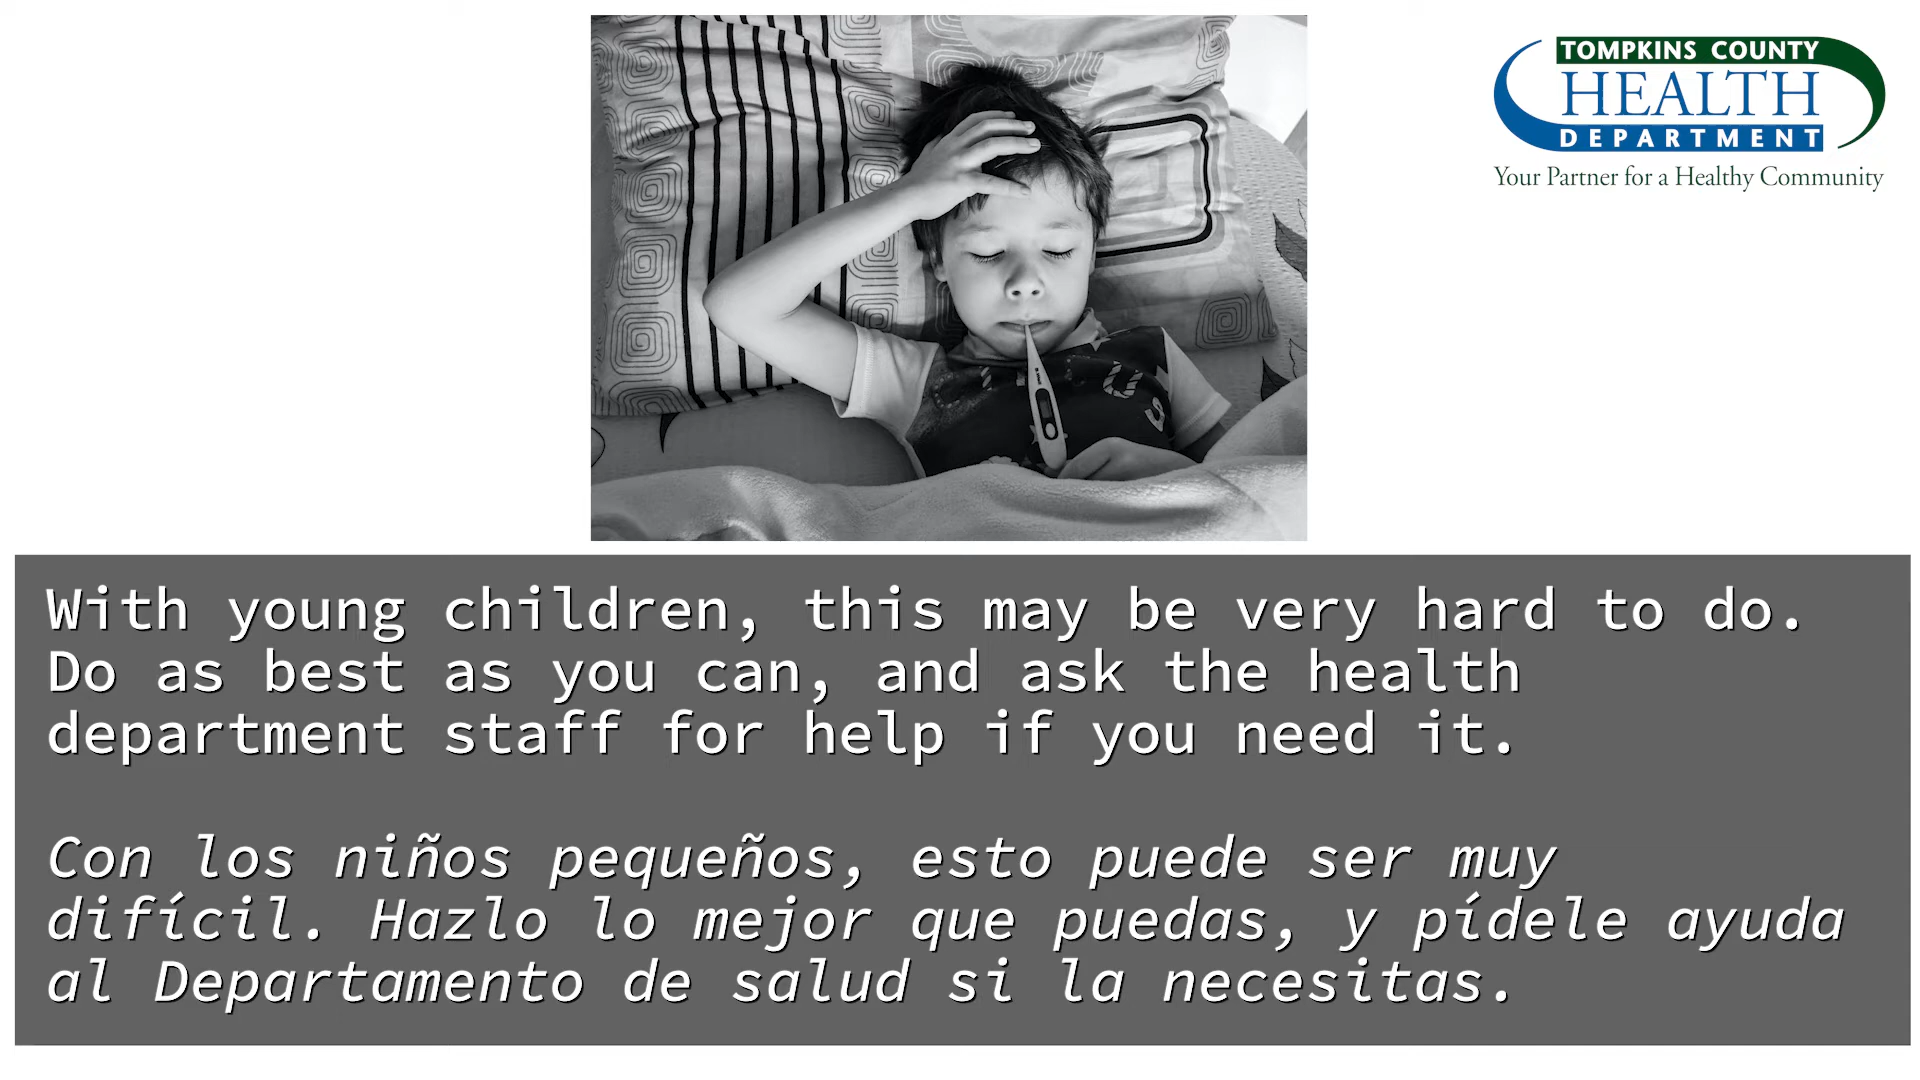 TOMPKINS COUNTY
HEALTH
DEPARTMENT
Your Partner for a Healthy Community
With young children, this may be very hard to do.
Do as best as you can, and ask the health
department staff for help if you need it.
Con los niños pequeños, esto puede ser muy
difícil. Hazlo lo mejor que puedas, y pídele ayuda
al Departamento de salud si la necesitas.